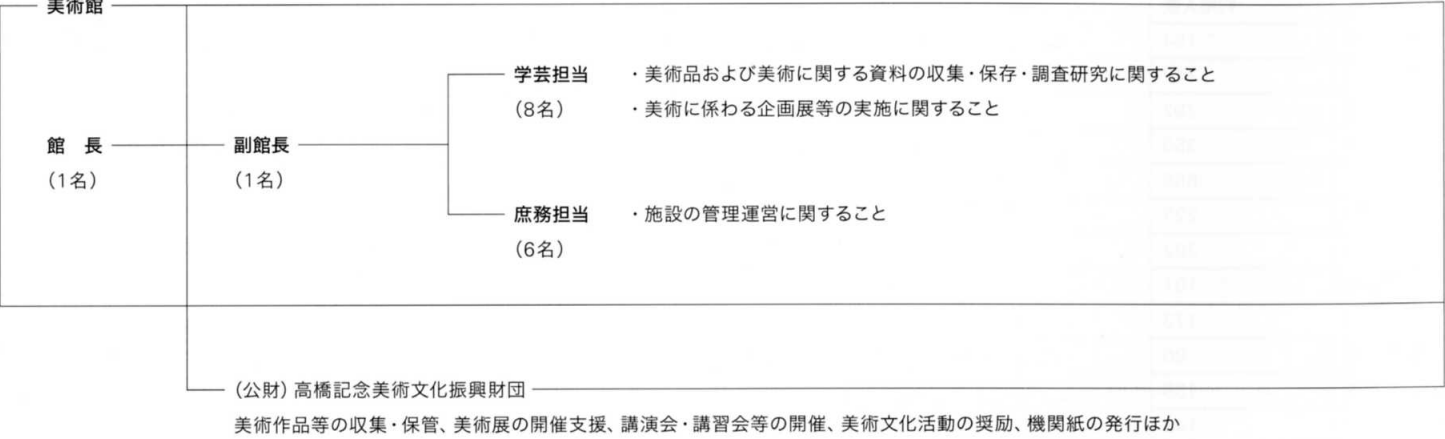 美術館
学芸担当 ・美術品および美術に関する資料の収集・保存・調査研究に関すること
(8名) ・美術に係わる企画展等の実施に関すること
館　長 副館長
(1名) (1名)
庶務担当 ・施設の管理運営に関すること
(6名)
(公財)高橋記念美術文化振興財団
美術作品等の収集・保管、美術展の開催支援、講演会・講習会等の開催、美術文化活動の奨励、機関紙の発行ほか